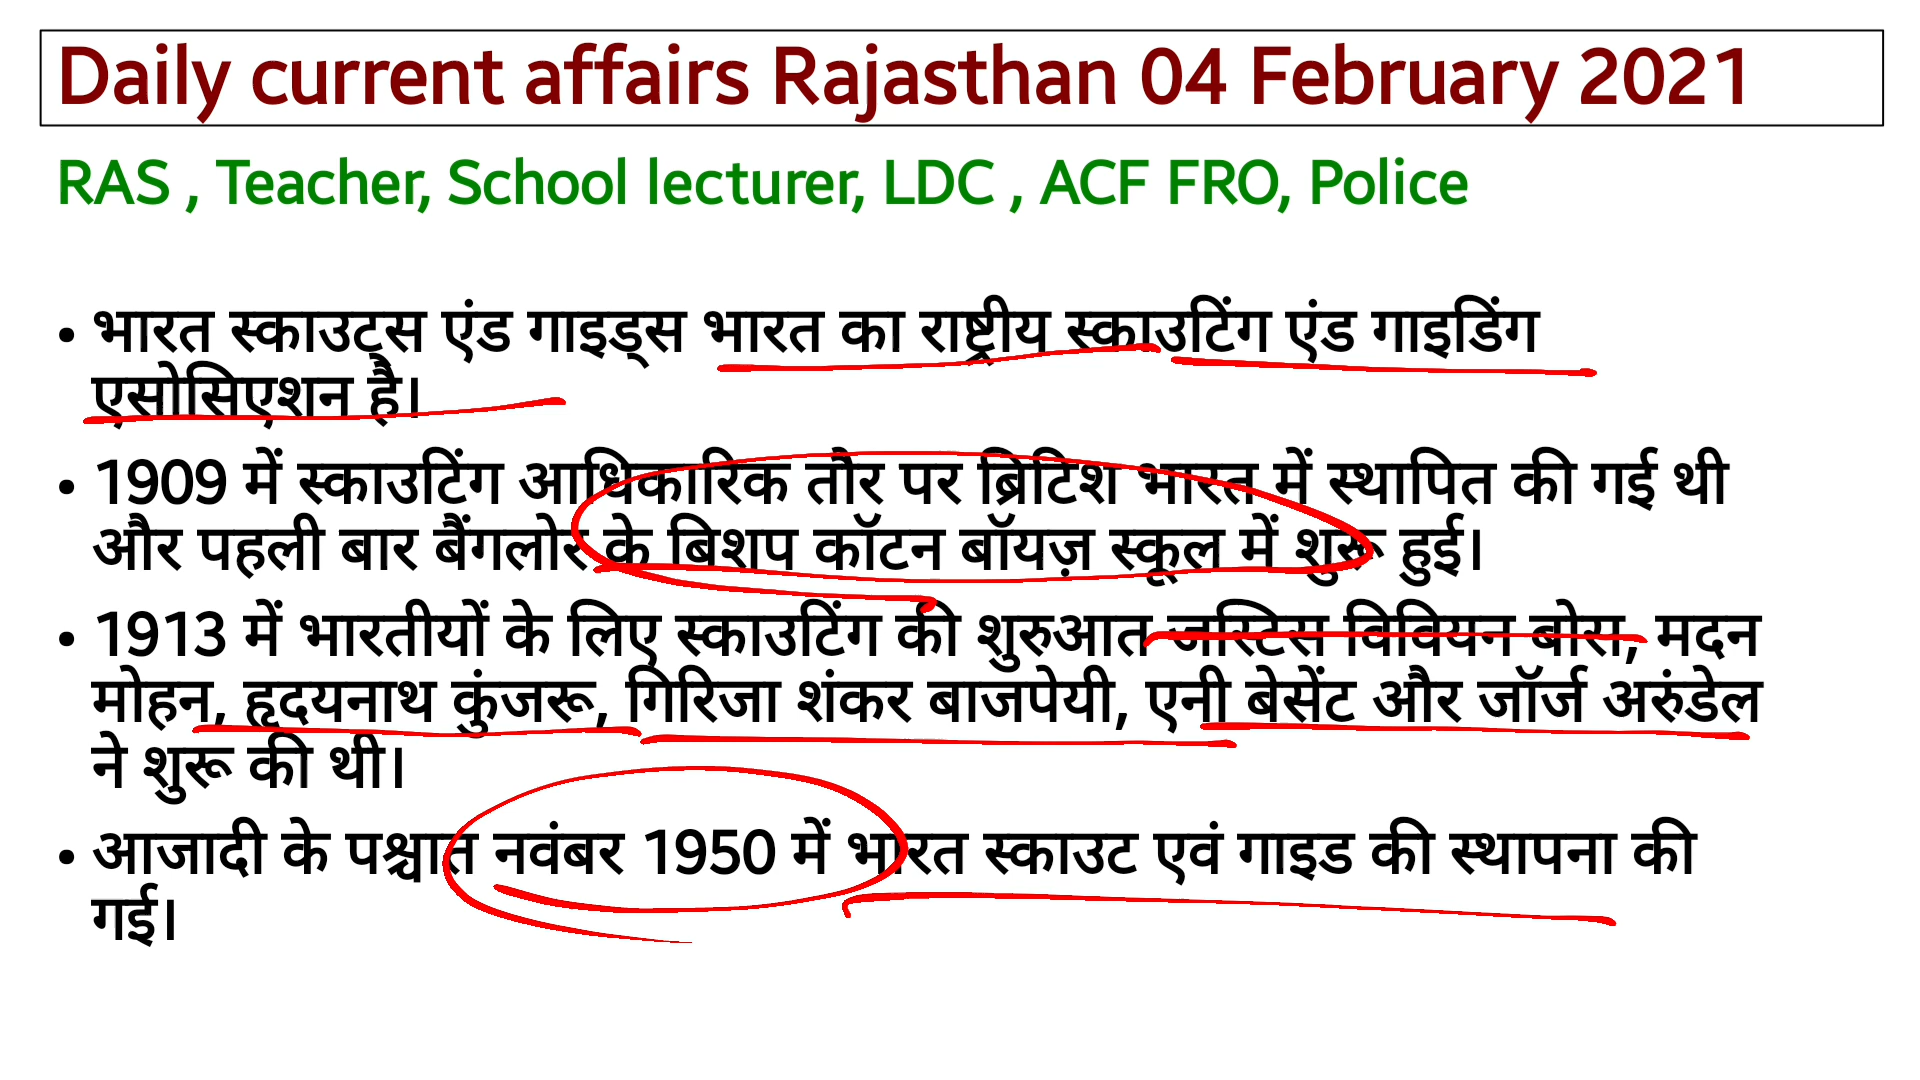 Daily current affairs Rajasthan 04 February 2021
RAS , Teacher, School lecturer, LDC , ACF FRO, Police
• भारत स्काउट्स एंड गाइड्स भारत का राष्ट्रीय स्काउटिंग एंड गाइडिंग
एसोसिएशन है।
• 1909 में स्काउटिंग आधिकारिक तौर पर ब्रिटिश भारत में स्थापित की गई थी
और पहली बार बैंगलोर के बिशप कॉटन बॉयज़ स्कूल में शुरू हुई।
• 1913 में भारतीयों के लिए स्काउटिंग की शुरुआत जस्टिस विवियन बोस, मदन
मोहन, हृदयनाथ कुंजरू, गिरिजा शंकर बाजपेयी, एनी बेसेंट और जॉर्ज अरुंडेल
ने शुरू की थी।
• आजादी के पश्चात नवंबर 1950 में भारत स्काउट एवं गाइड की स्थापना की
गई।